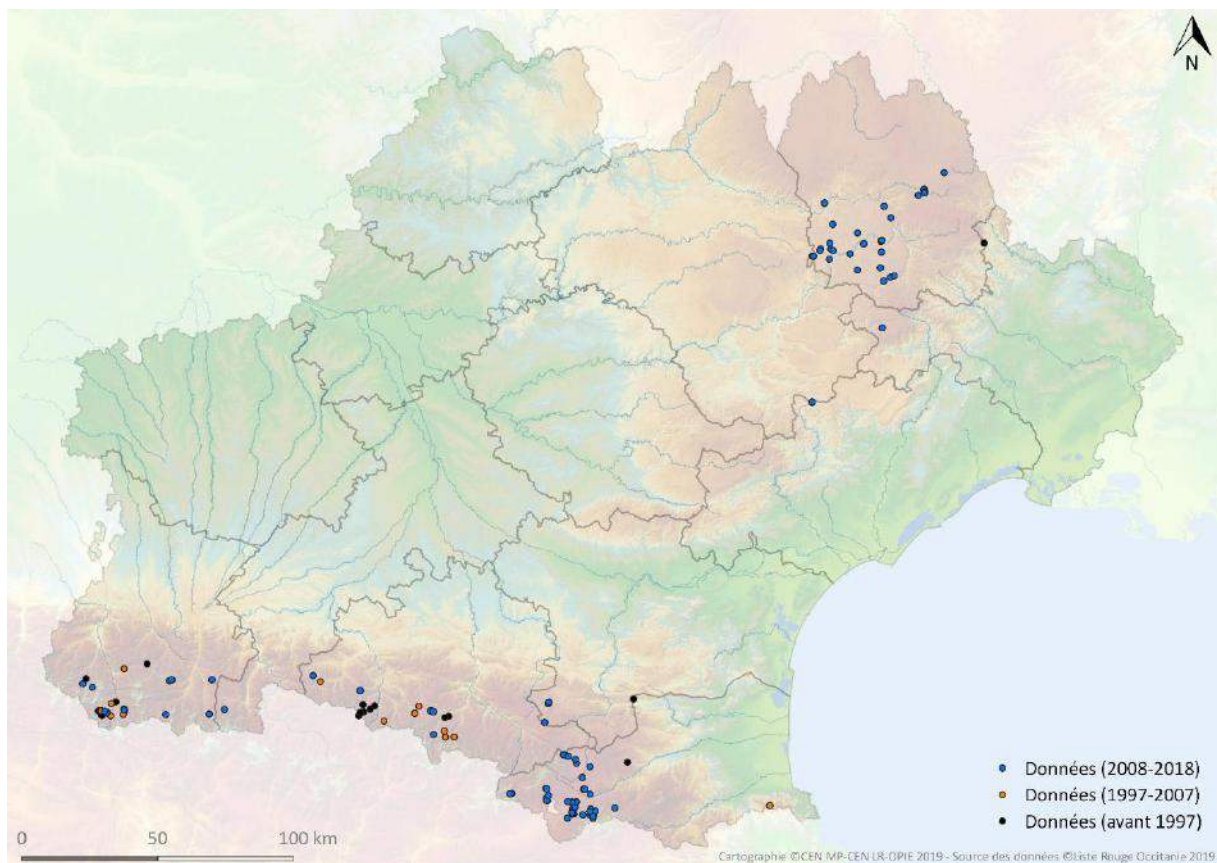 N
Données (2008-2018)
Données (1997-2007)
Données (avant 1997)
0 50 100 km
Cartographie ©CEN MP-CEN LR-OPIE 2019 - Source des données ©Liste Rouge Occitanie 2019